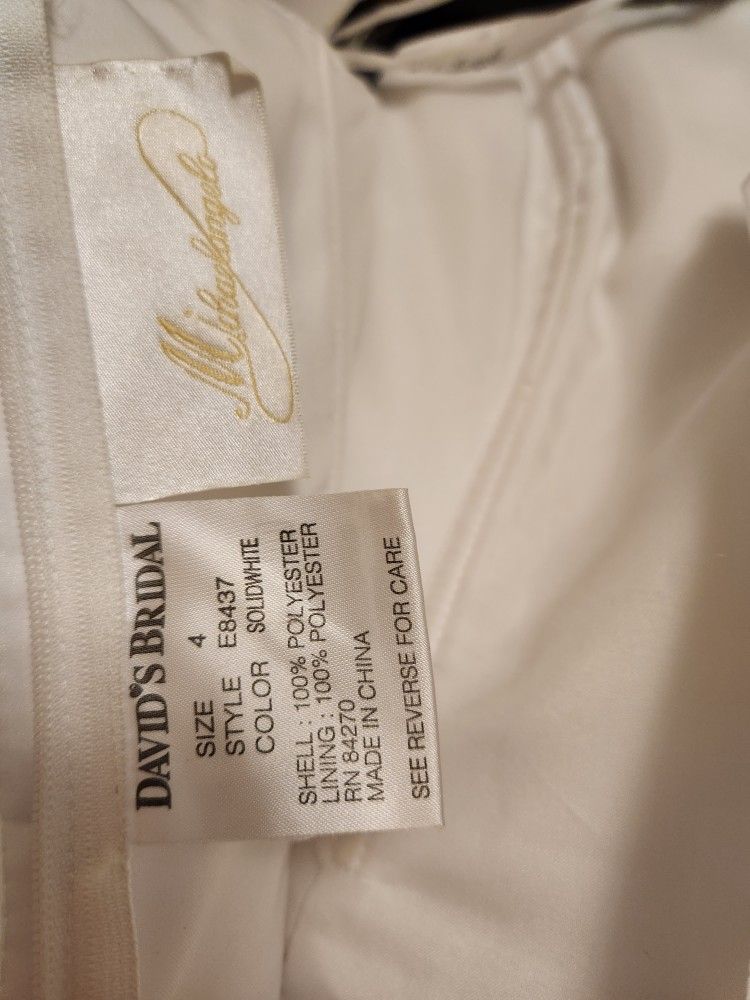 Michaelangelo
DAVID'S BRIDAL
SIZE 4
STYLE E8437
COLOR SOLIDWHITE
SHELL : 100% POLYESTER
LINING : 100% POLYESTER
RN 84270
MADE IN CHINA
SEE REVERSE FOR CARE